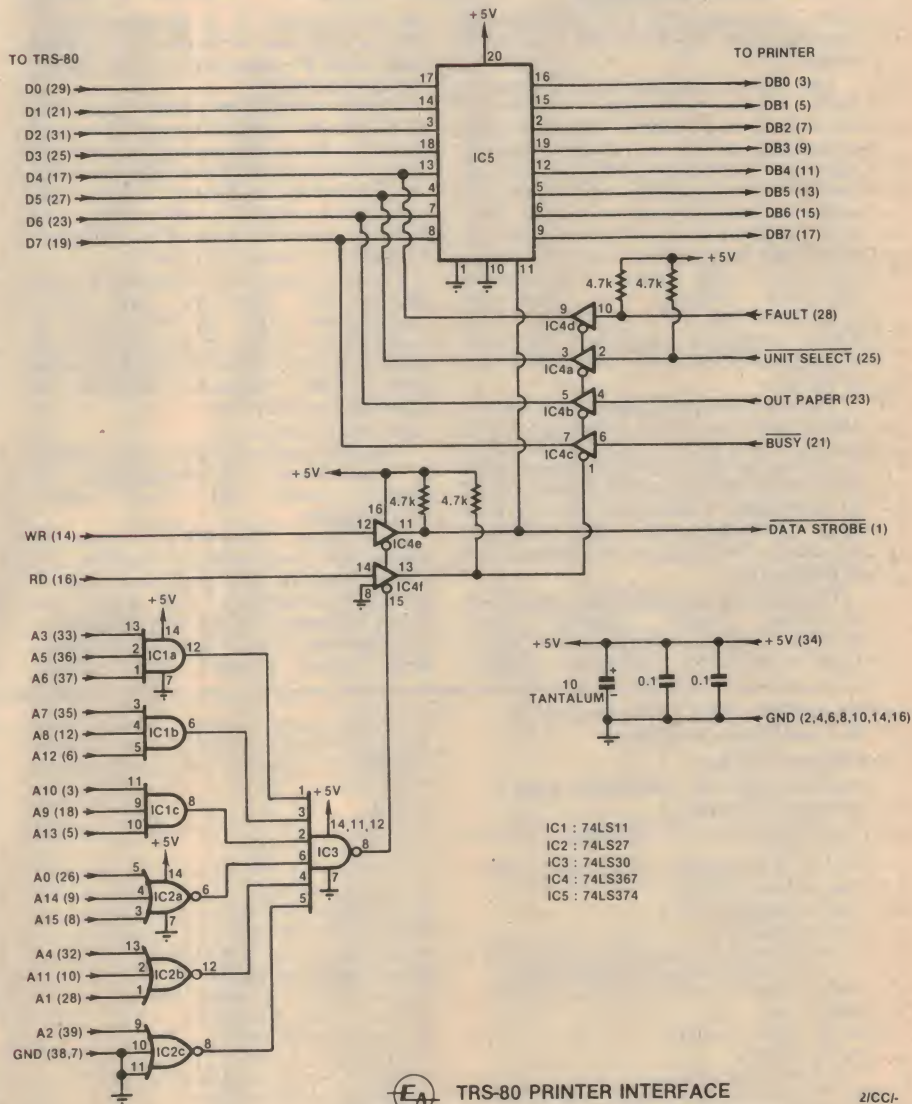 +5V
20
TO TRS-80
TO PRINTER
D0 (29) 17 16 DB0 (3)
D1 (21) 14 15 DB1 (5)
D2 (31) 3 2 DB2 (7)
D3 (25) 18 IC5 19 DB3 (9)
D4 (17) 13 12 DB4 (11)
D5 (27) 4 5 DB5 (13)
D6 (23) 7 6 DB6 (15)
D7 (19) 8 9 DB7 (17)
1 10 11
+5V
4.7k 4.7k
9 10 FAULT (28)
IC4d
3 2 UNIT SELECT (25)
IC4a
5 4 OUT PAPER (23)
IC4b
7 6 BUSY (21)
IC4c 1
+5V
16 4.7k 4.7k
WR (14) 12 11 DATA STROBE (1)
IC4e
RD (16) 14 13
8 IC4f
15
+5V
A3 (33) 13 14 12
A5 (36) 2 IC1a
A6 (37) 1 7
+5V +5V (34)
10 TANTALUM + - 0.1 0.1
GND (2,4,6,8,10,14,16)
A7 (35) 3
A8 (12) 4 IC1b 6
A12 (6) 5
A10 (3) 11
A9 (18) 9 IC1c 8
A13 (5) 10
+5V
1 14,11,12
3
2 IC3 8
6
4 7
5
+5V
14
A0 (26) 5
A14 (9) 4 IC2a 6
A15 (8) 3 7
A4 (32) 13
A11 (10) 2 IC2b 12
A1 (28) 1
A2 (39) 9
GND (38,7) 10 IC2c 8
11
IC1 : 74LS11
IC2 : 74LS27
IC3 : 74LS30
IC4 : 74LS367
IC5 : 74LS374
EA TRS-80 PRINTER INTERFACE 2/CC/-